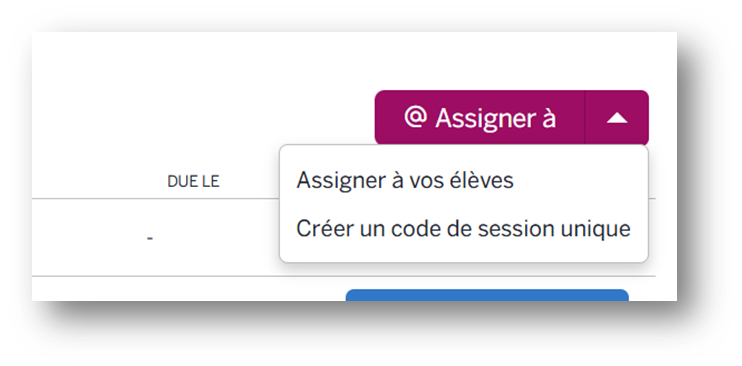 @ Assigner à
Assigner à vos élèves
DUE LE
Créer un code de session unique
-